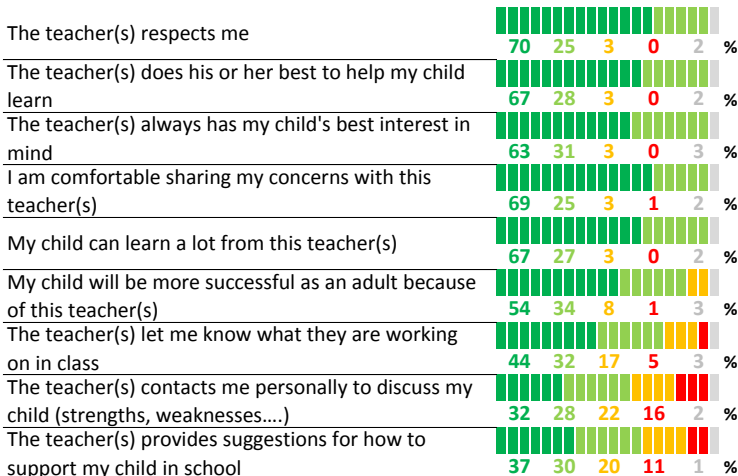 The teacher(s) respects me
70 25 3 0 2 %
The teacher(s) does his or her best to help my child
learn
67 28 3 0 2 %
The teacher(s) always has my child's best interest in
mind
63 31 3 0 3 %
I am comfortable sharing my concerns with this
teacher(s)
69 25 3 1 2 %
My child can learn a lot from this teacher(s)
67 27 3 0 2 %
My child will be more successful as an adult because
of this teacher(s)
54 34 8 1 3 %
The teacher(s) let me know what they are working
on in class
44 32 17 5 3 %
The teacher(s) contacts me personally to discuss my
child (strengths, weaknesses....)
32 28 22 16 2 %
The teacher(s) provides suggestions for how to
support my child in school
37 30 20 11 1 %